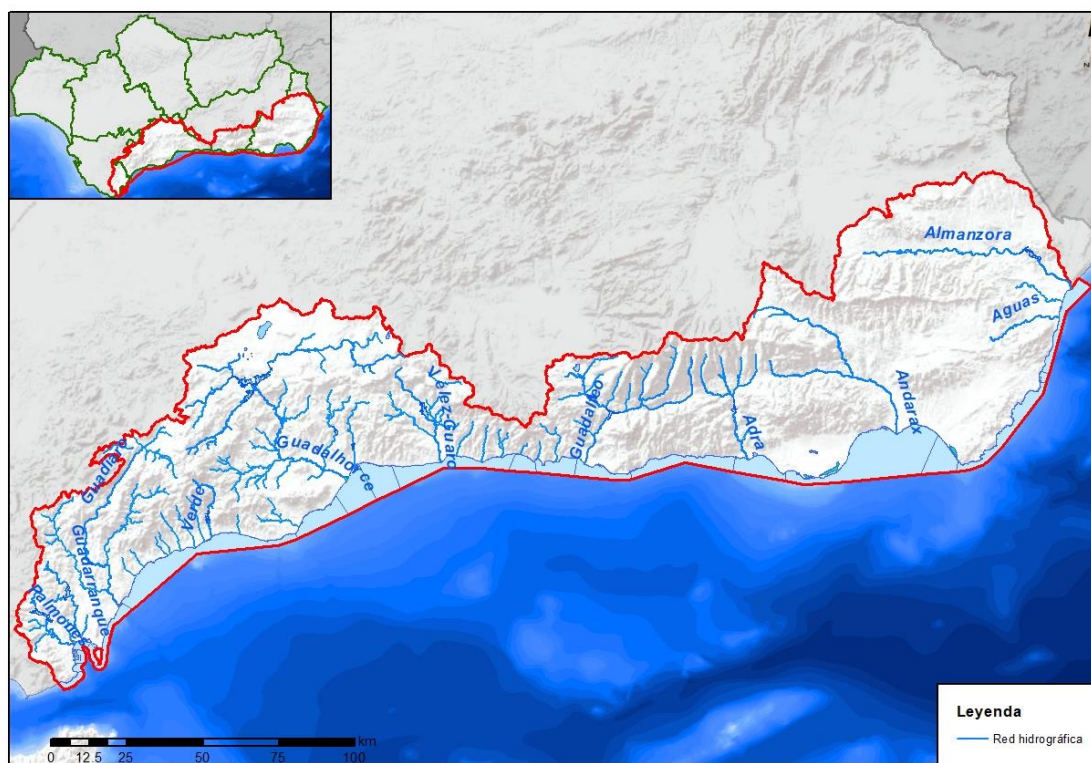 N
Almanzora
Aguas
Andarax
Adra
Guadalfeo
Vélez-Guaro
Guadalhorce
Verde
Guadiaro
Guadarranque
Palmones
km
0 12.5 25 50 75 100
Leyenda
Red hidrográfica